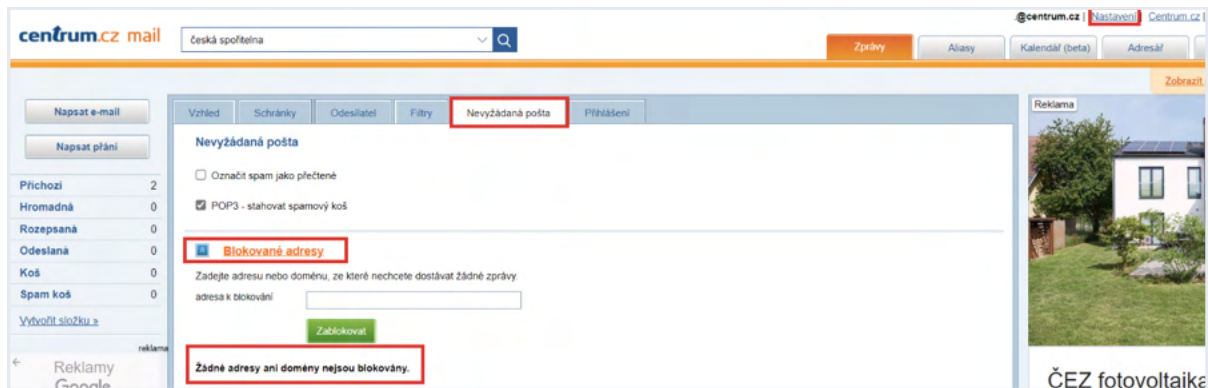 @centrum.cz | Nastavení | Centrum.cz |
centrum.cz mail
česká spořitelna
Zprávy
Aliasy
Kalendář (beta)
Adresář
Zobrazit
Napsat e-mail
Napsat přání
Příchozí 2
Hromadná 0
Rozepsaná 0
Odeslaná 0
Koš 0
Spam koš 0
Vytvořit složku »
reklama
Reklamy
Google
Vzhled
Schránky
Odesílatel
Filtry
Nevyžádaná pošta
Přihlášení
Nevyžádaná pošta
Označit spam jako přečtené
POP3 - stahovat spamový koš
Blokované adresy
Zadejte adresu nebo doménu, ze které nechcete dostávat žádné zprávy.
adresa k blokování
Zablokovat
Žádné adresy ani domény nejsou blokovány.
Reklama
ČEZ fotovoltaika